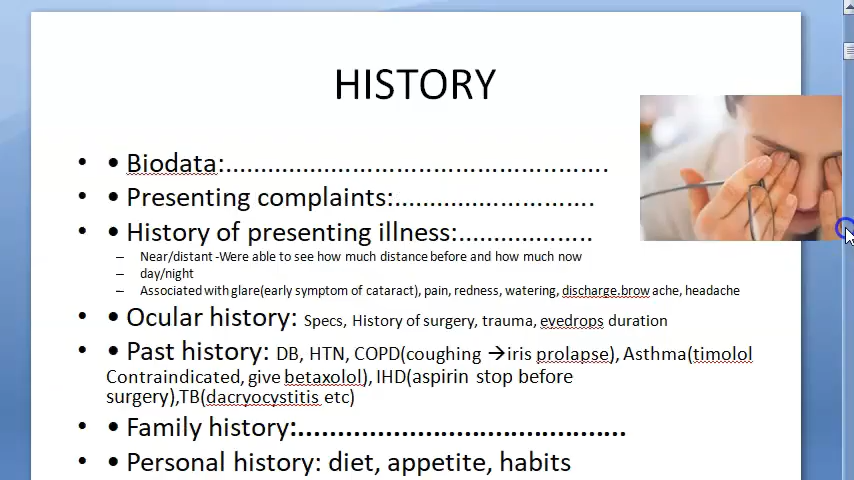 HISTORY
• • Biodata:......................................................
• • Presenting complaints:............................
• • History of presenting illness:...................
– Near/distant -Were able to see how much distance before and how much now
– day/night
– Associated with glare(early symptom of cataract), pain, redness, watering, discharge.brow ache, headache
• • Ocular history: Specs, History of surgery, trauma, eyedrops duration
• • Past history: DB, HTN, COPD(coughing →iris prolapse), Asthma(timolol
Contraindicated, give betaxolol), IHD(aspirin stop before
surgery),TB(dacryocystitis etc)
• • Family history:..............................................
• • Personal history: diet, appetite, habits